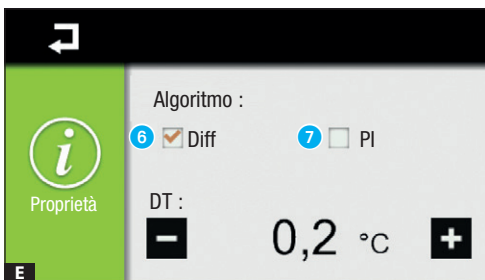 Algoritmo :
6 Diff 7 PI
i
Proprietà
DT :
- 0,2 °C +
E